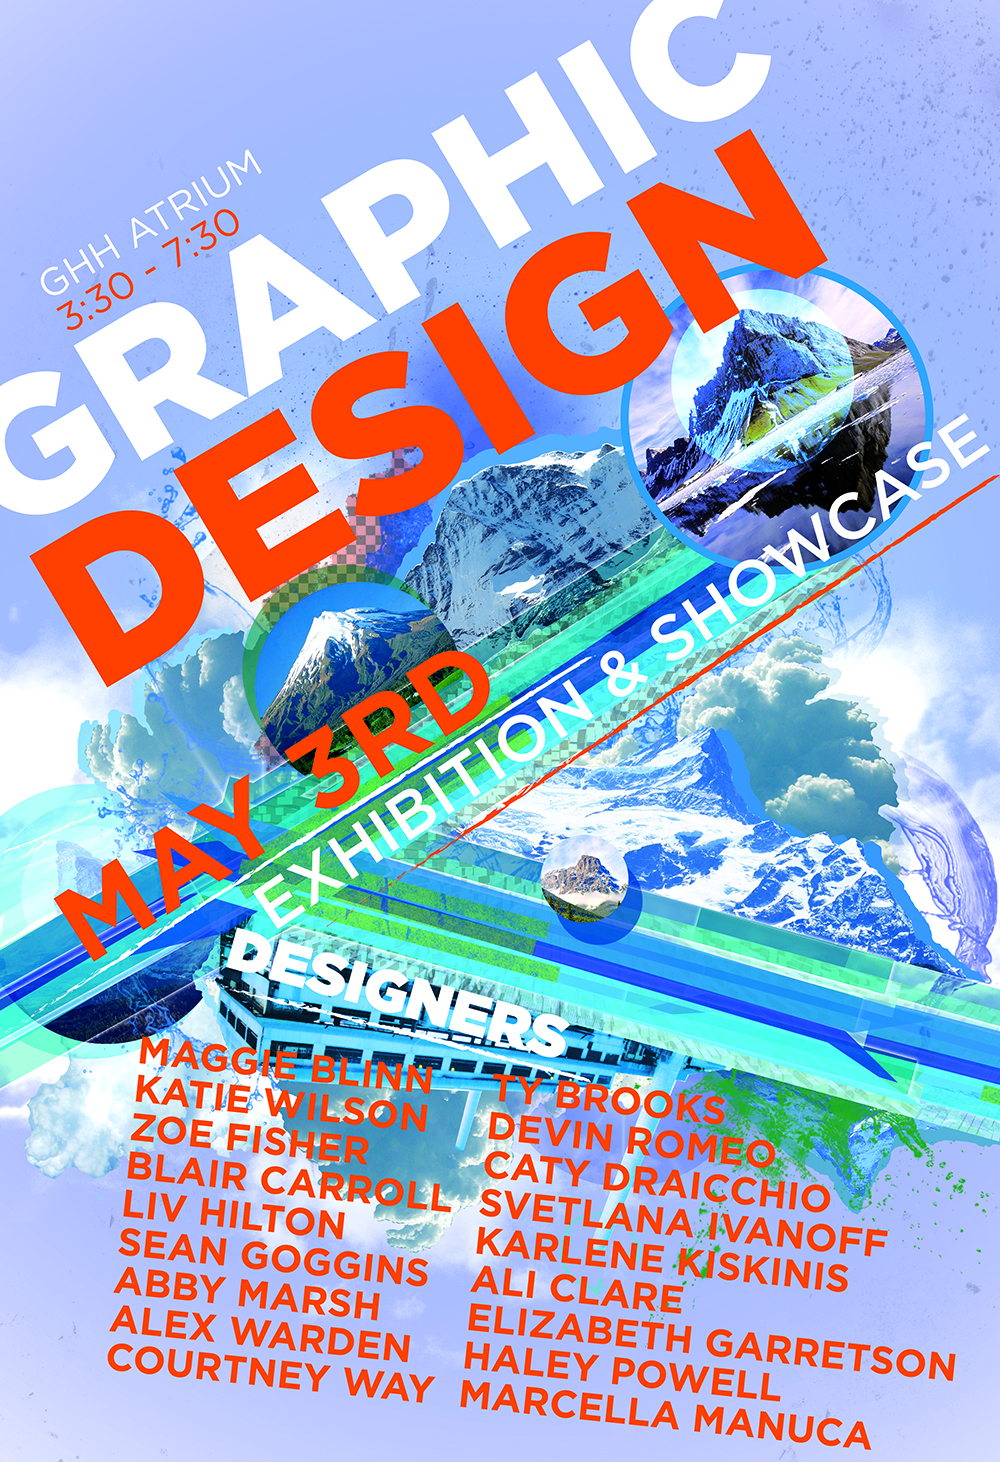 GHH ATRIUM
3:30 - 7:30
GRAPHIC
DESIGN
MAY 3RD
EXHIBITION & SHOWCASE
DESIGNERS
MAGGIE BLINN
KATIE WILSON
ZOE FISHER
BLAIR CARROLL
LIV HILTON
SEAN GOGGINS
ABBY MARSH
ALEX WARDEN
COURTNEY WAY
TY BROOKS
DEVIN ROMEO
CATY DRAICCHIO
SVETLANA IVANOFF
KARLENE KISKINIS
ALI CLARE
ELIZABETH GARRETSON
HALEY POWELL
MARCELLA MANUCA